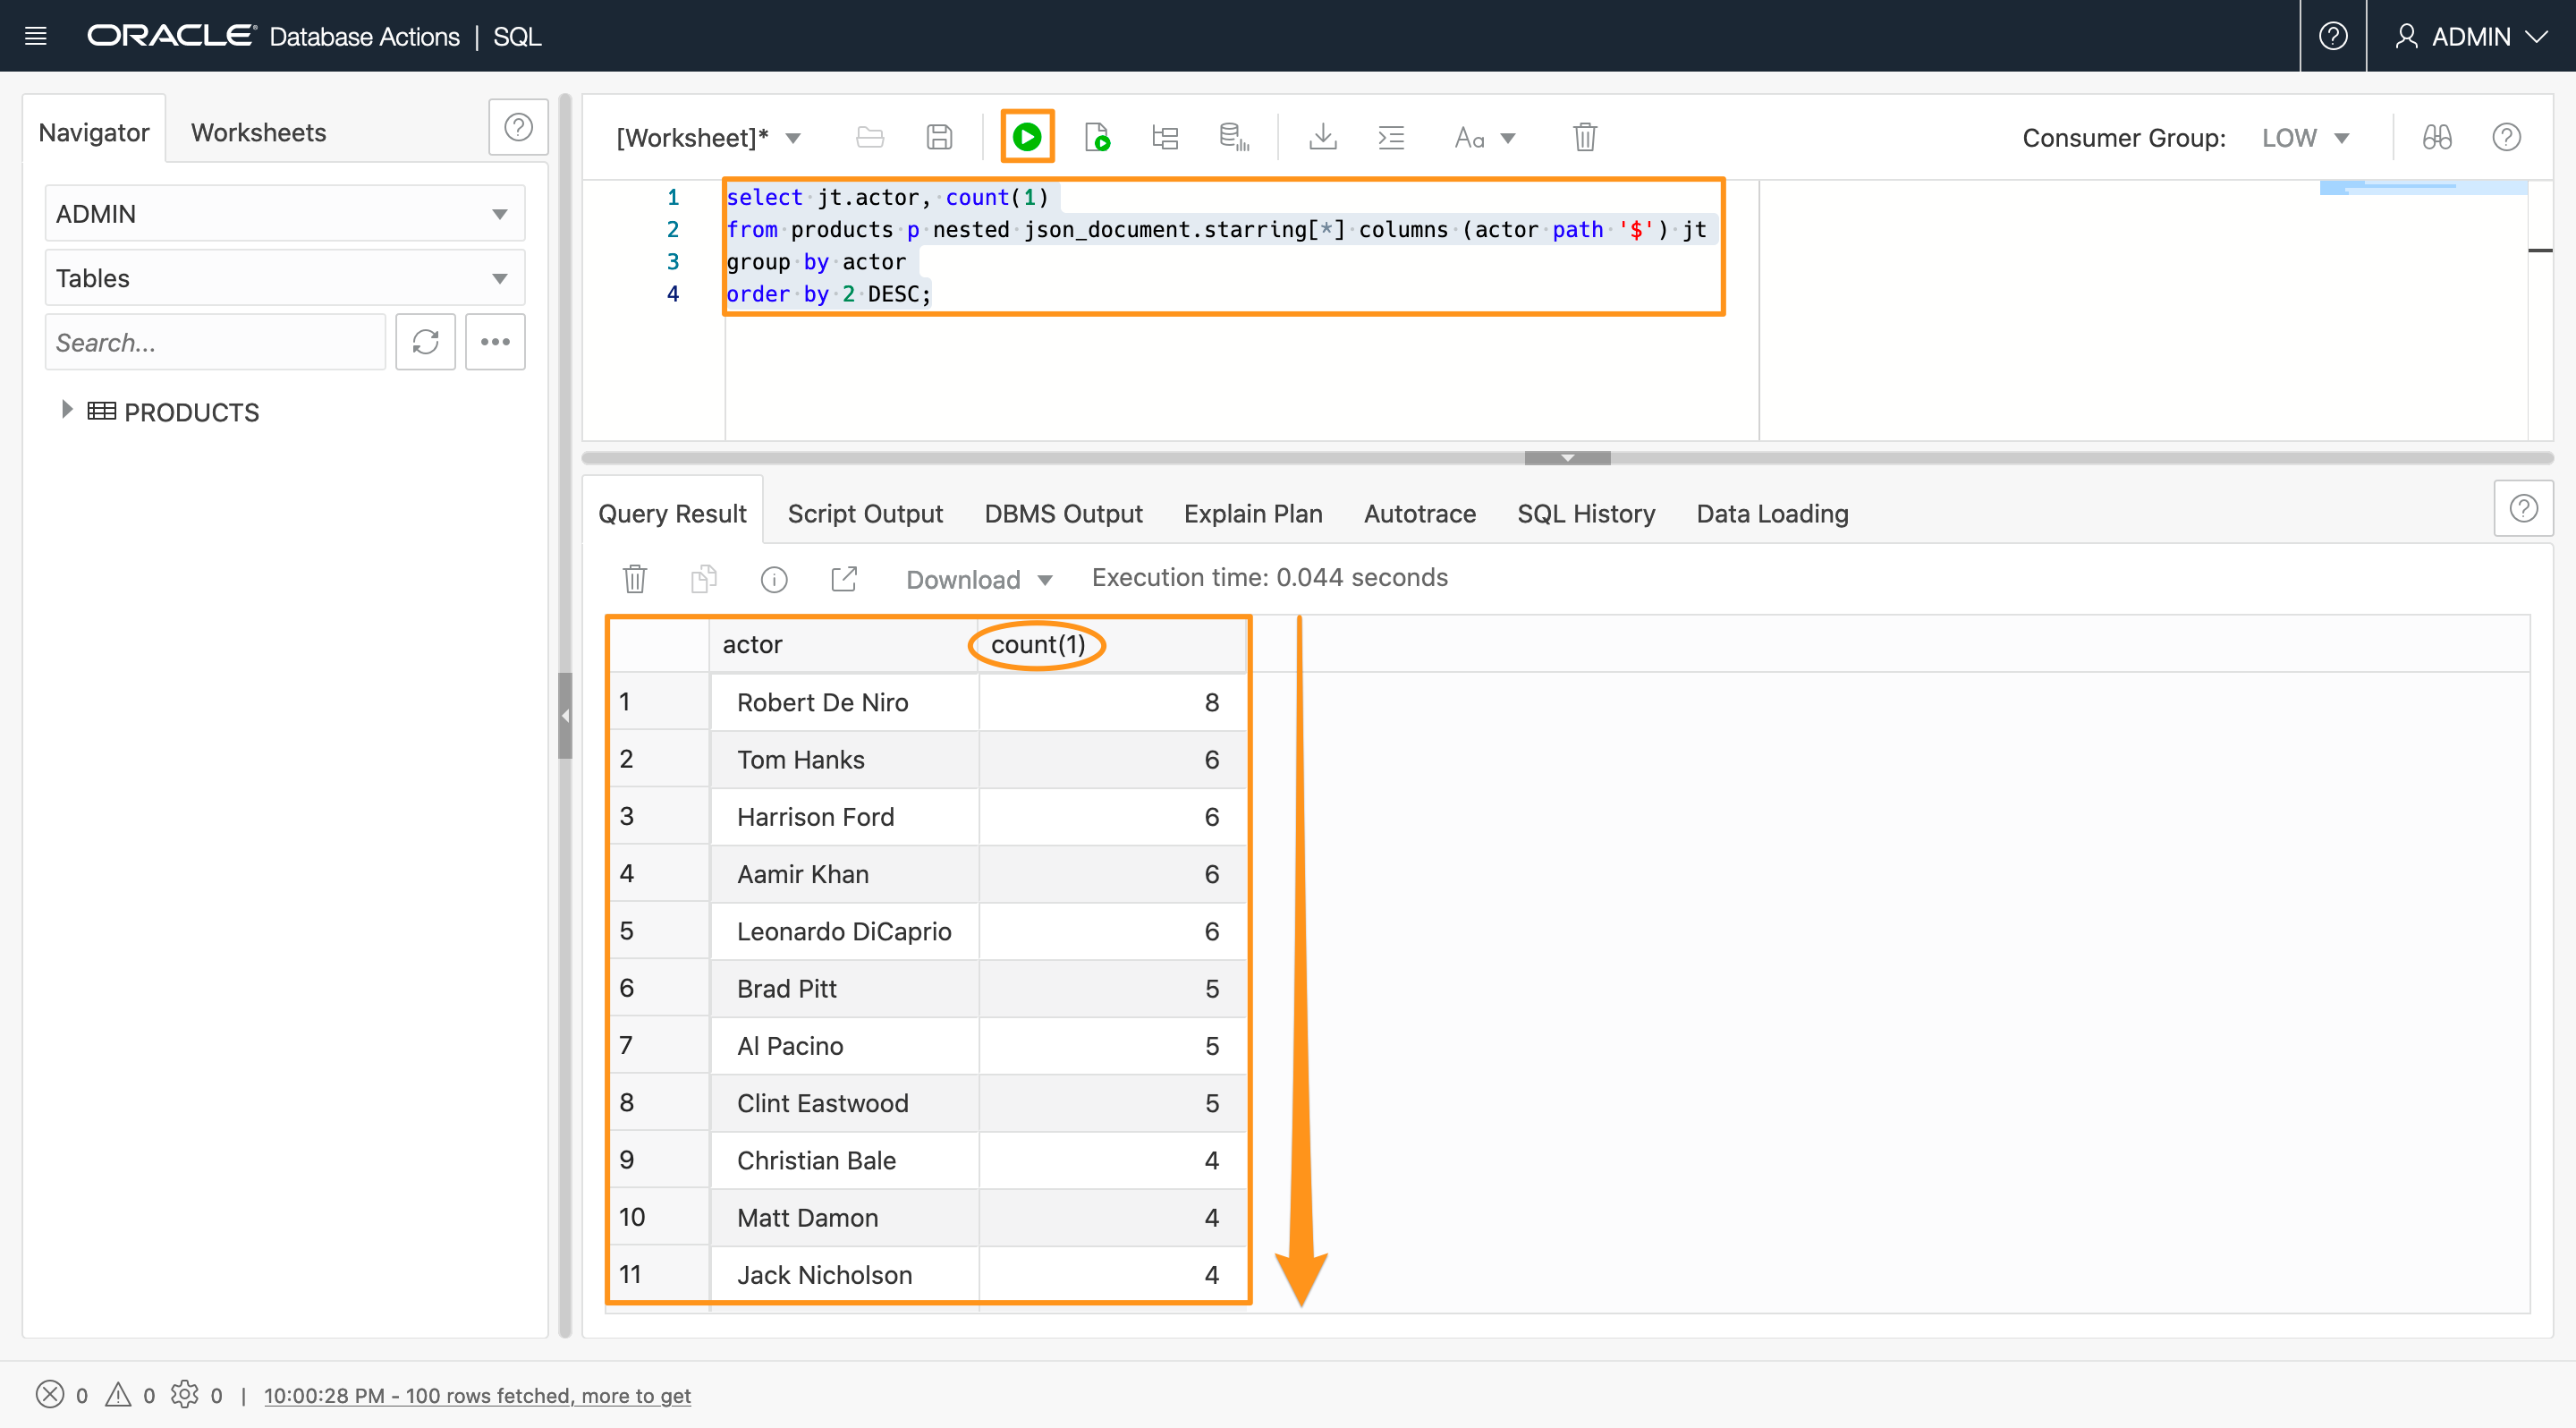 ORACLE Database Actions | SQL
ADMIN
Navigator
Worksheets
ADMIN
Tables
Search...
PRODUCTS
[Worksheet]*
Aa
Consumer Group: LOW
1 select jt.actor, count(1)
2 from products p nested json_document.starring[*] columns (actor path '$') jt
3 group by actor
4 order by 2 DESC;
Query Result
Script Output
DBMS Output
Explain Plan
Autotrace
SQL History
Data Loading
Download
Execution time: 0.044 seconds
actor count(1)
1 Robert De Niro 8
2 Tom Hanks 6
3 Harrison Ford 6
4 Aamir Khan 6
5 Leonardo DiCaprio 6
6 Brad Pitt 5
7 Al Pacino 5
8 Clint Eastwood 5
9 Christian Bale 4
10 Matt Damon 4
11 Jack Nicholson 4
0 0 0 | 10:00:28 PM - 100 rows fetched, more to get